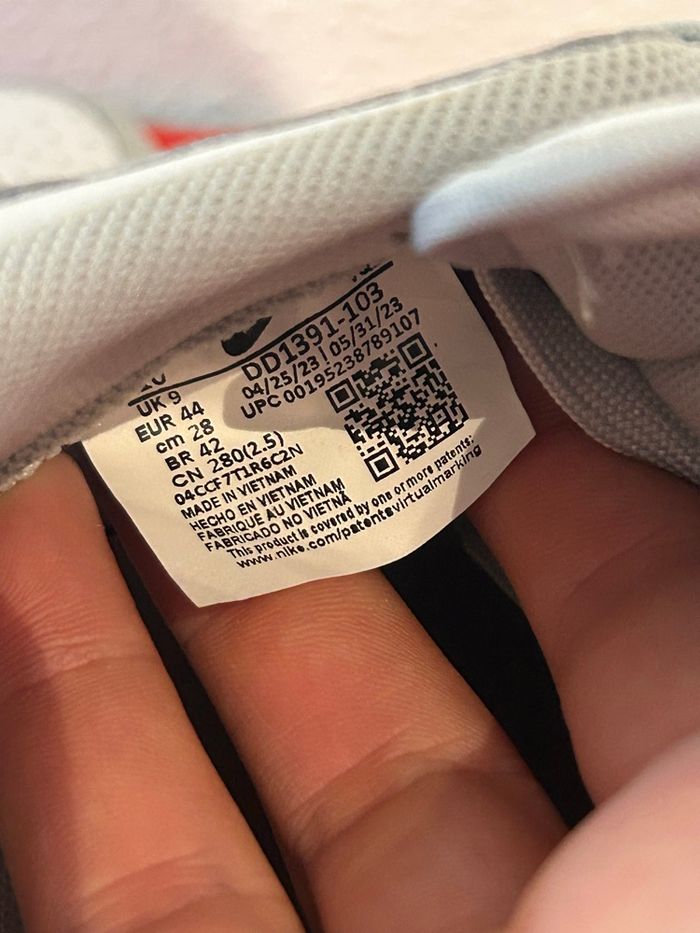 DD1391-103
04/25/23 | 05/31/23
UPC 00195238789107
UK 9
EUR 44
cm 28
BR 42
CN 280(2.5)
04CCF7T1R6C2N
MADE IN VIETNAM
HECHO EN VIETNAM
FABRIQUE AU VIETNAM
FABRICADO NO VIETNÃ
This product is covered by one or more patents:
www.nike.com/patentsvirtualmarking